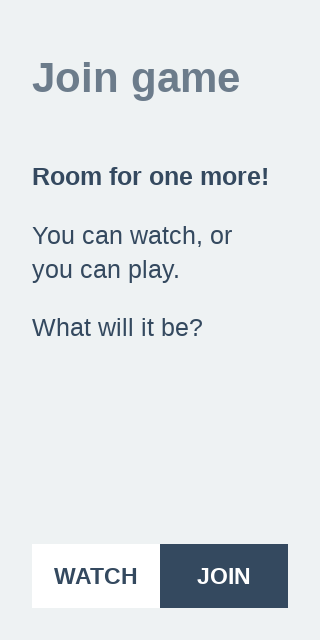 Join game
Room for one more!
You can watch, or
you can play.
What will it be?
WATCH JOIN